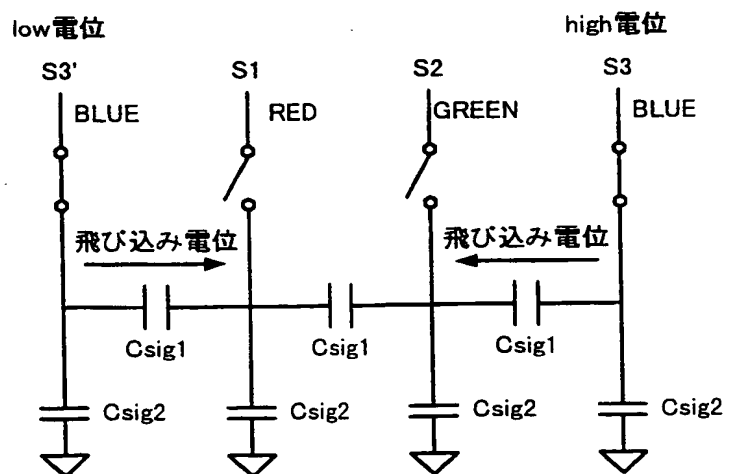 low電位
high電位
S3'
S1
S2
S3
BLUE
RED
GREEN
BLUE
飛び込み電位
飛び込み電位
Csig1
Csig1
Csig1
Csig2
Csig2
Csig2
Csig2